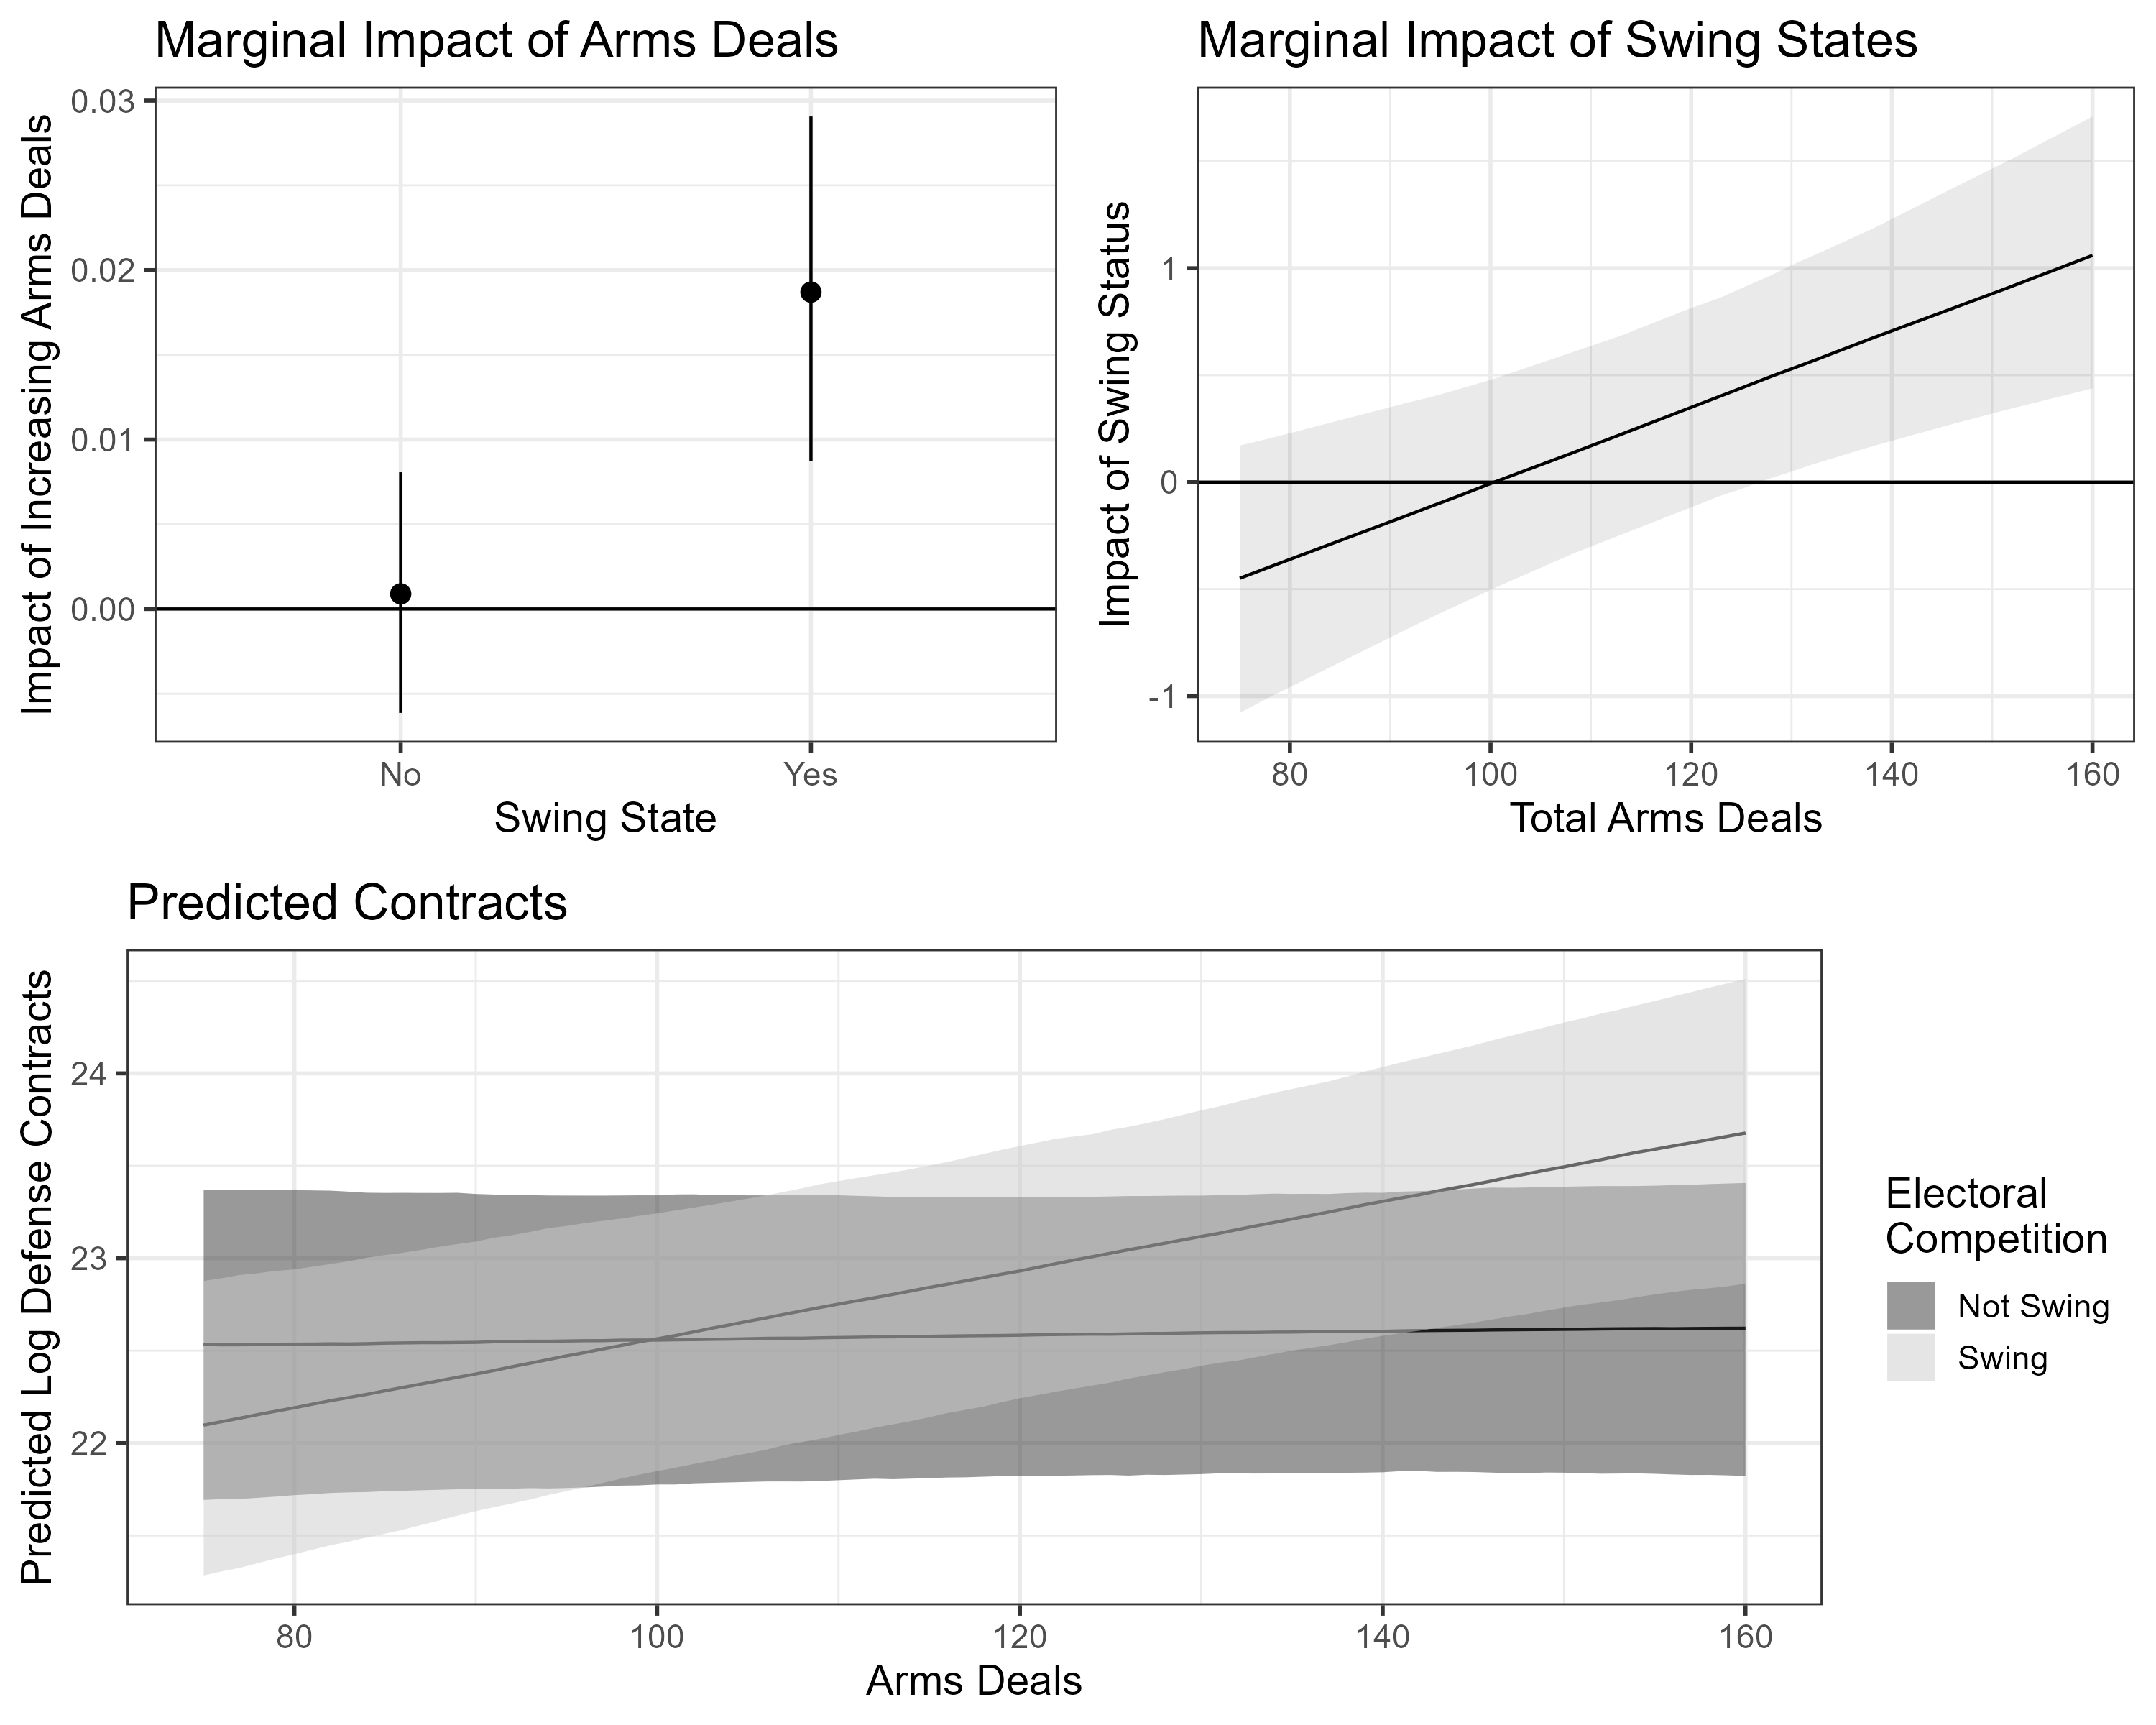 Marginal Impact of Arms Deals
Impact of Increasing Arms Deals
0.03
0.02
0.01
0.00
No
Yes
Swing State
Marginal Impact of Swing States
Impact of Swing Status
1
0
-1
80
100
120
140
160
Total Arms Deals
Predicted Contracts
Predicted Log Defense Contracts
24
23
22
80
100
120
140
160
Arms Deals
Electoral
Competition
Not Swing
Swing